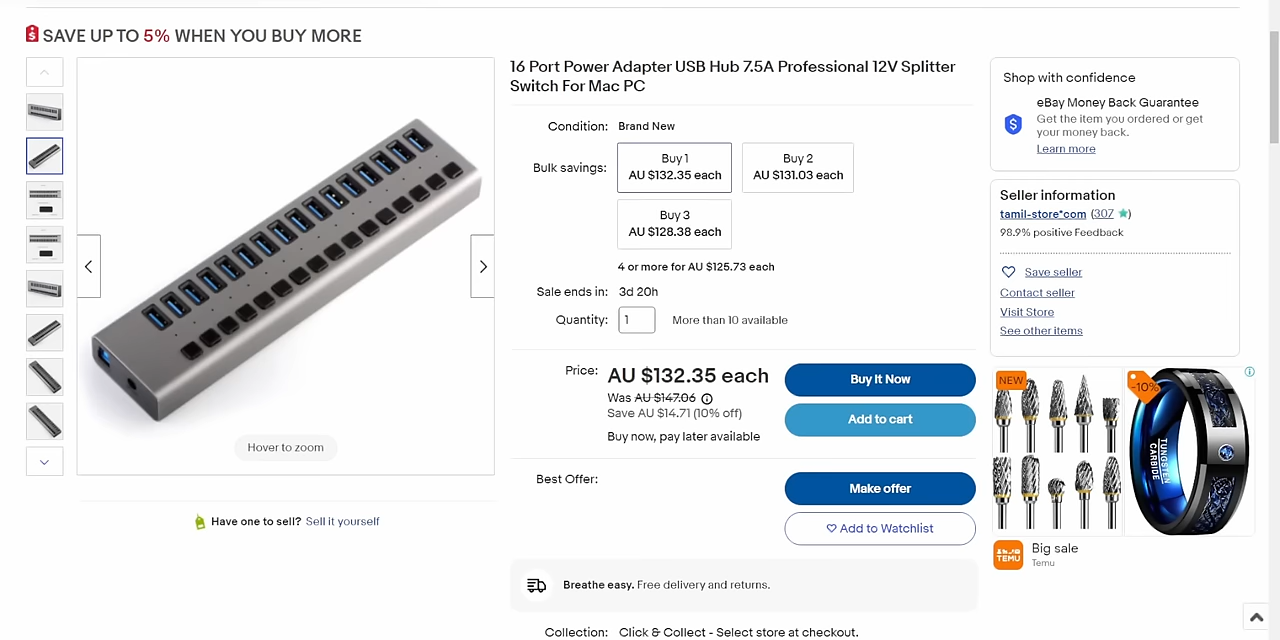 SAVE UP TO 5% WHEN YOU BUY MORE
16 Port Power Adapter USB Hub 7.5A Professional 12V Splitter
Switch For Mac PC
Condition: Brand New
Bulk savings:
Buy 1
AU $132.35 each
Buy 2
AU $131.03 each
Buy 3
AU $128.38 each
4 or more for AU $125.73 each
Sale ends in: 3d 20h
Quantity: 1 More than 10 available
Price: AU $132.35 each
Was AU $147.06
Save AU $14.71 (10% off)
Buy now, pay later available
Buy It Now
Add to cart
Best Offer:
Make offer
Add to Watchlist
Breathe easy. Free delivery and returns.
Collection: Click & Collect - Select store at checkout.
Hover to zoom
Have one to sell? Sell it yourself
Shop with confidence
eBay Money Back Guarantee
Get the item you ordered or get
your money back.
Learn more
Seller information
tamil-store*com (307)
98.9% positive Feedback
Save seller
Contact seller
Visit Store
See other items
NEW
-10%
TUNGSTEN
CARBIDE
TEMU
Big sale
Temu